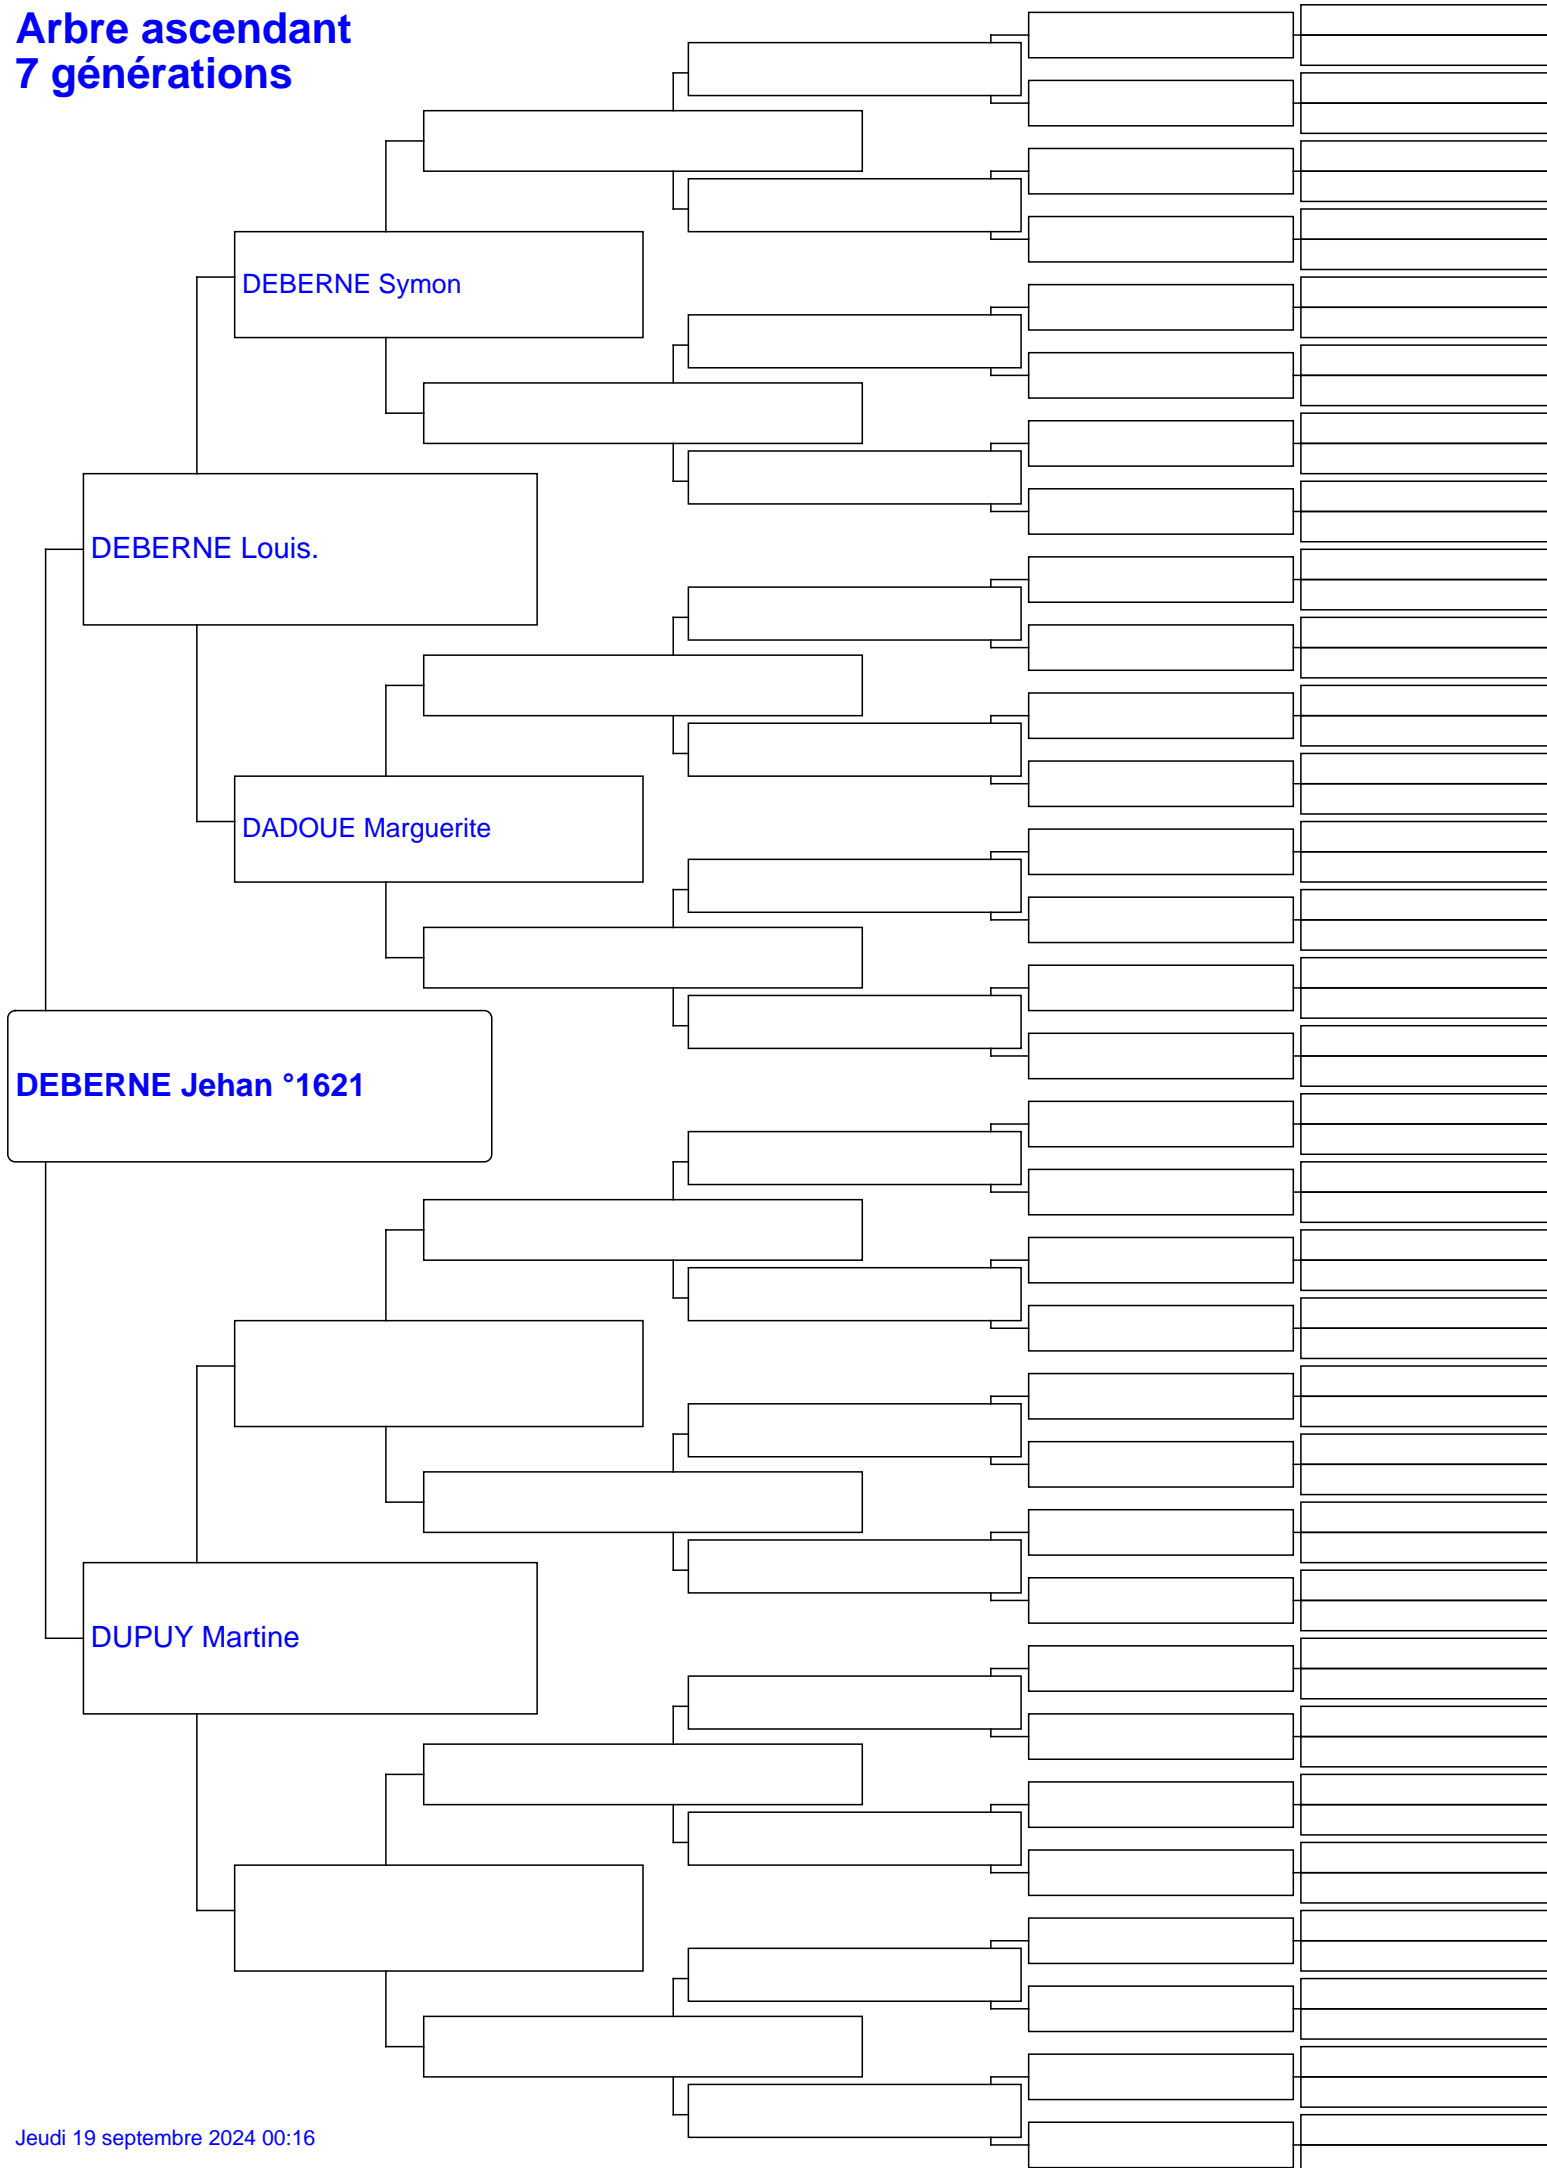 Arbre ascendant
7 générations
DEBERNE Symon
DEBERNE Louis.
DADOUE Marguerite
DEBERNE Jehan °1621
DUPUY Martine
Jeudi 19 septembre 2024 00:16